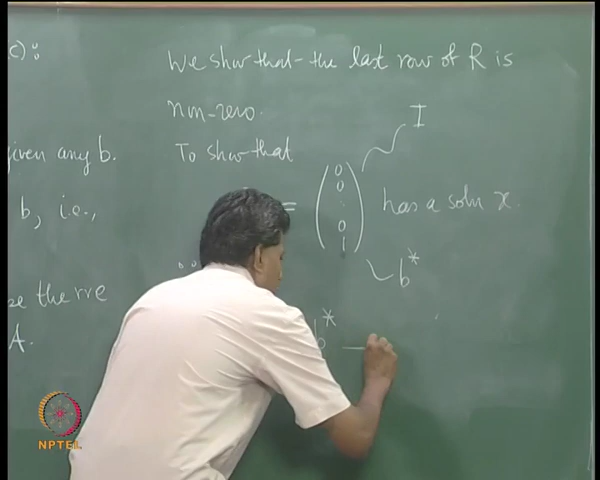 (c):
We show that the last row of R is
non-zero.
I
given any b.
To show that
= ( 0 0 : 0 1 ) has a soln x.
b, i.e.,
b*
the rre
b* —
A.
NPTEL